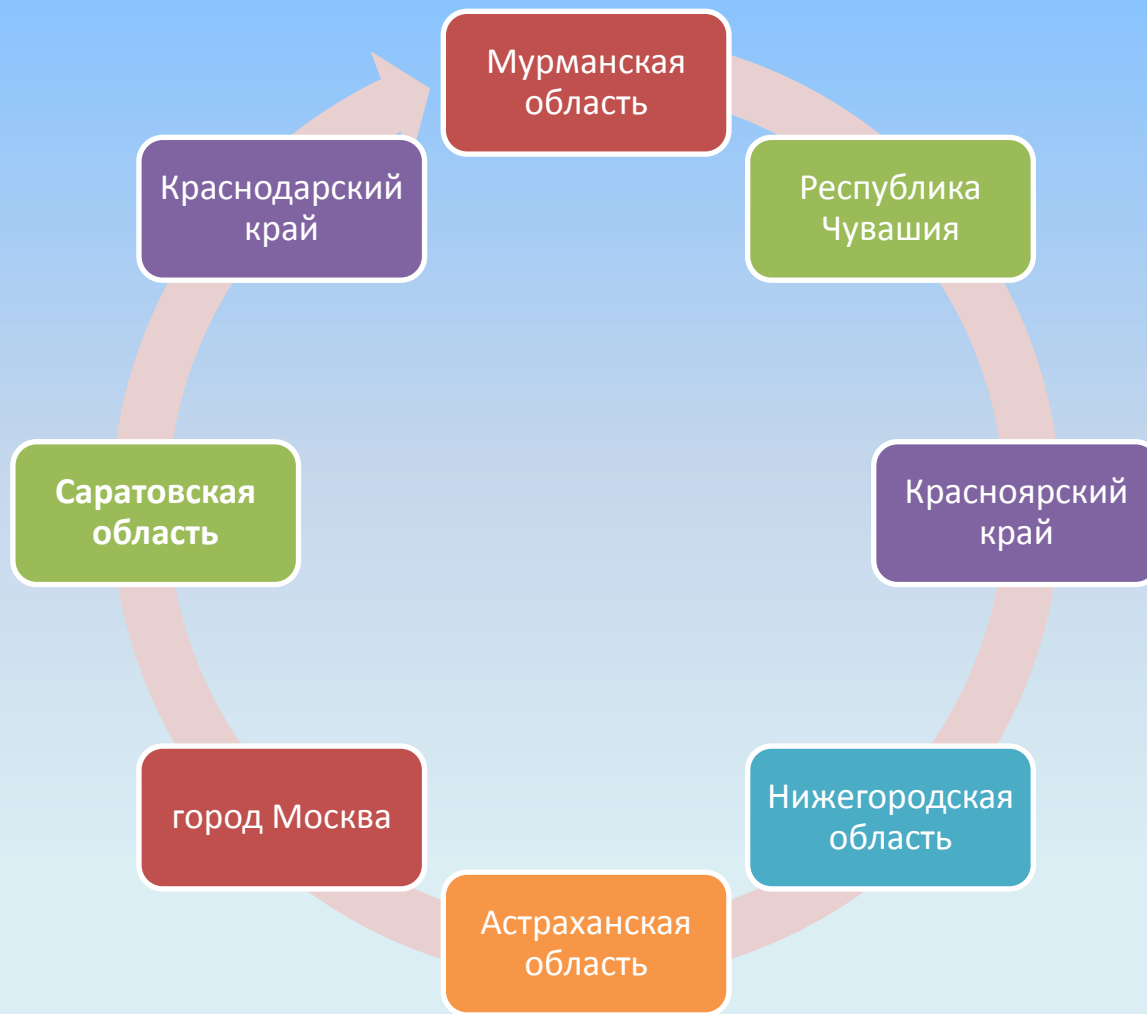 Мурманская
область
Республика
Чувашия
Красноярский
край
Нижегородская
область
Астраханская
область
город Москва
Саратовская
область
Краснодарский
край